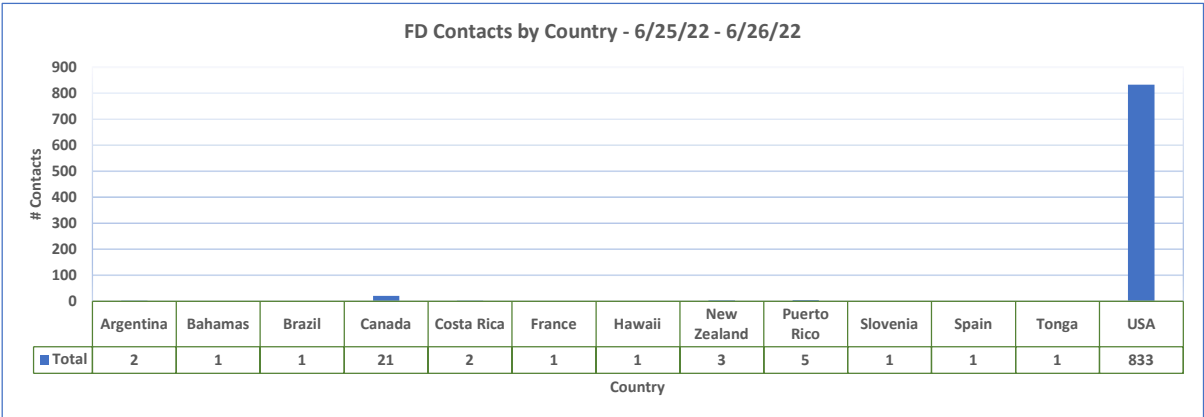 FD Contacts by Country - 6/25/22 - 6/26/22
# Contacts
900
800
700
600
500
400
300
200
100
0
Argentina Bahamas Brazil Canada Costa Rica France Hawaii New Zealand Puerto Rico Slovenia Spain Tonga USA
Total 2 1 1 21 2 1 1 3 5 1 1 1 833
Country